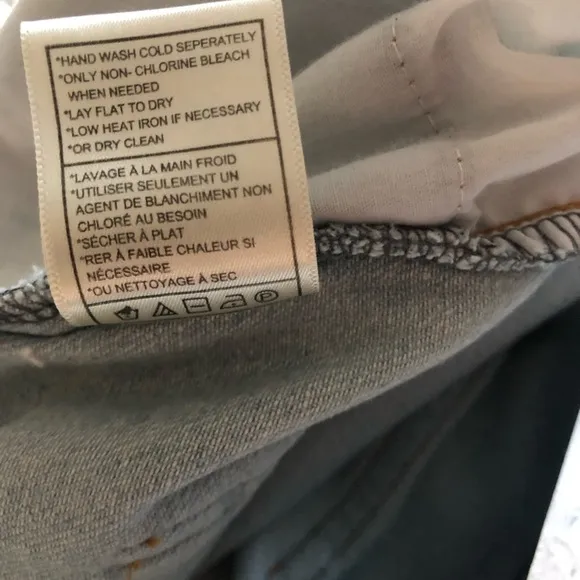 *HAND WASH COLD SEPERATELY
*ONLY NON- CHLORINE BLEACH
WHEN NEEDED
*LAY FLAT TO DRY
*LOW HEAT IRON IF NECESSARY
*OR DRY CLEAN
*LAVAGE À LA MAIN FROID
*UTILISER SEULEMENT UN
AGENT DE BLANCHIMENT NON
CHLORÉ AU BESOIN
*SÉCHER À PLAT
*RER À FAIBLE CHALEUR SI
NÉCESSAIRE
*OU NETTOYAGE À SEC